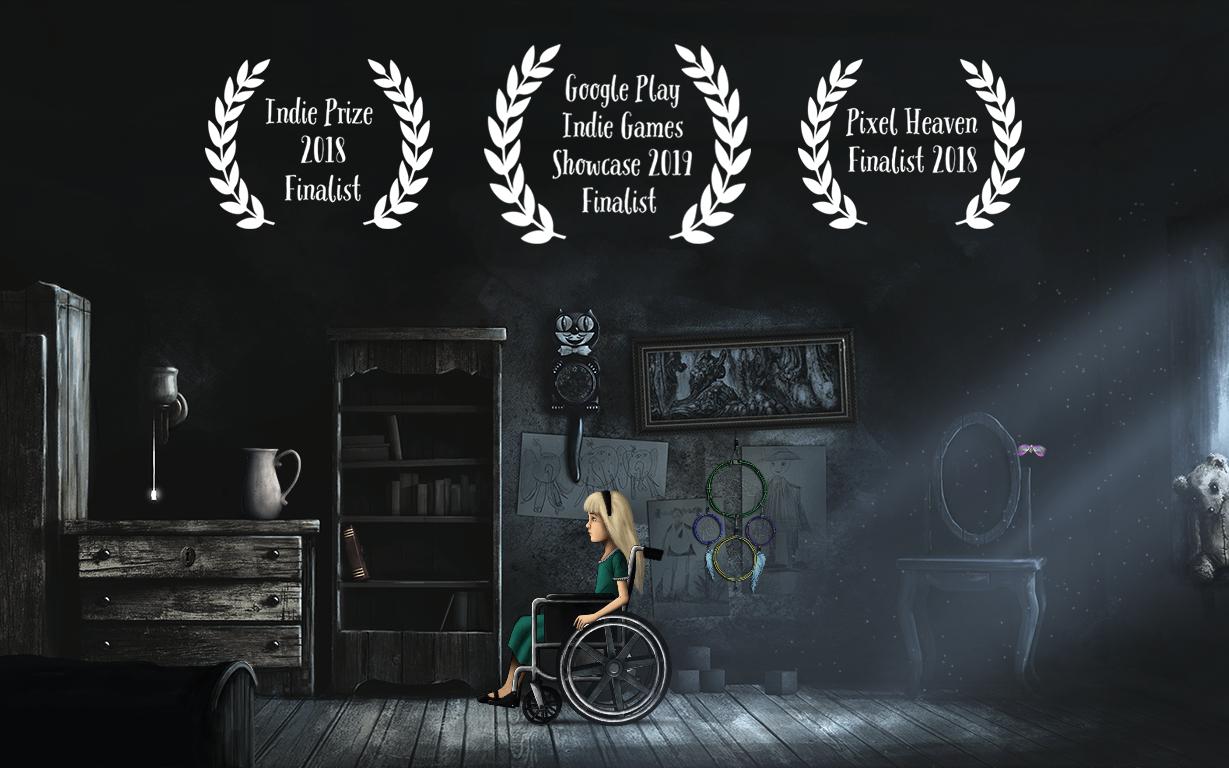 Indie Prize
2018
Finalist
Google Play
Indie Games
Showcase 2019
Finalist
Pixel Heaven
Finalist 2018